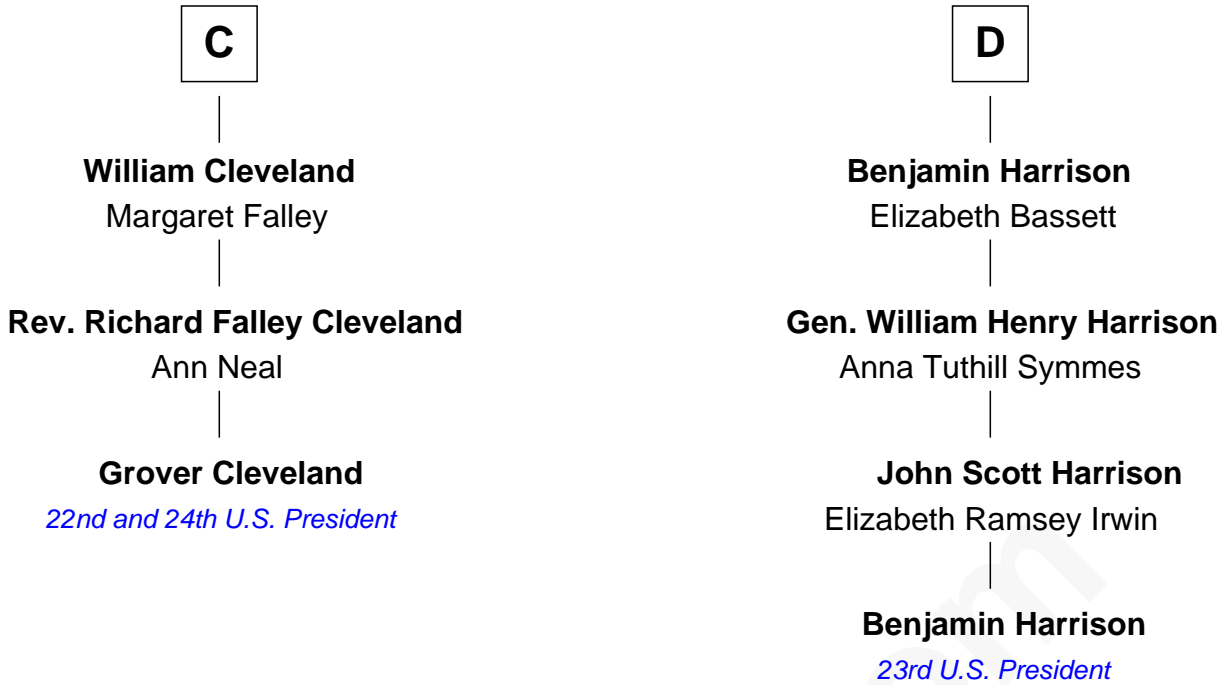 C
William Cleveland
Margaret Falley
Rev. Richard Falley Cleveland
Ann Neal
Grover Cleveland
22nd and 24th U.S. President
D
Benjamin Harrison
Elizabeth Bassett
Gen. William Henry Harrison
Anna Tuthill Symmes
John Scott Harrison
Elizabeth Ramsey Irwin
Benjamin Harrison
23rd U.S. President